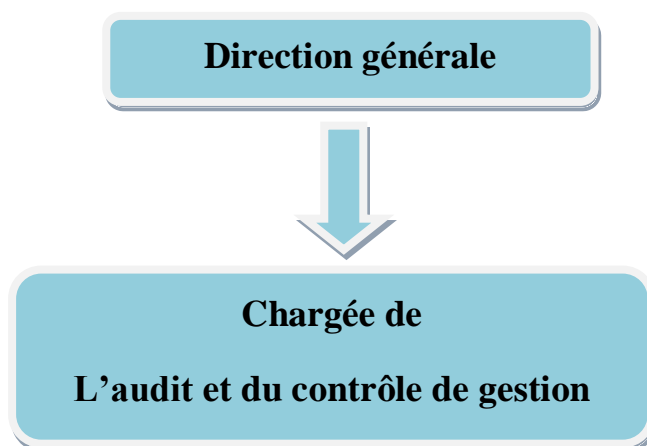 Direction générale
Chargée de
L’audit et du contrôle de gestion